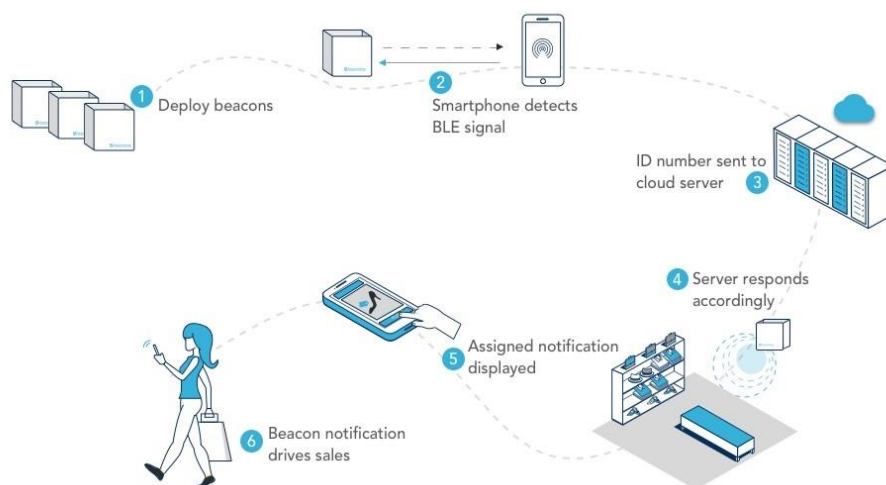 1 Deploy beacons
2
Smartphone detects
BLE signal
ID number sent to
cloud server 3
4 Server responds
accordingly
5 Assigned notification
displayed
6 Beacon notification
drives sales